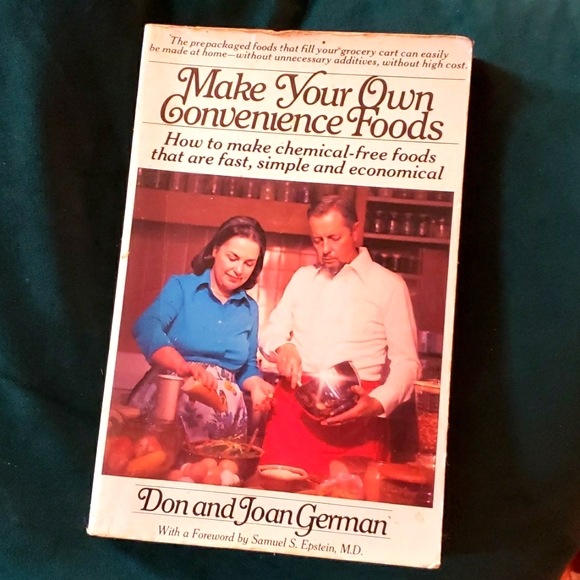 The prepackaged foods that fill your grocery cart can easily
be made at home—without unnecessary additives, without high cost.
Make Your Own
Convenience Foods
How to make chemical-free foods
that are fast, simple and economical
Don and Joan German
With a Foreword by Samuel S. Epstein, M.D.